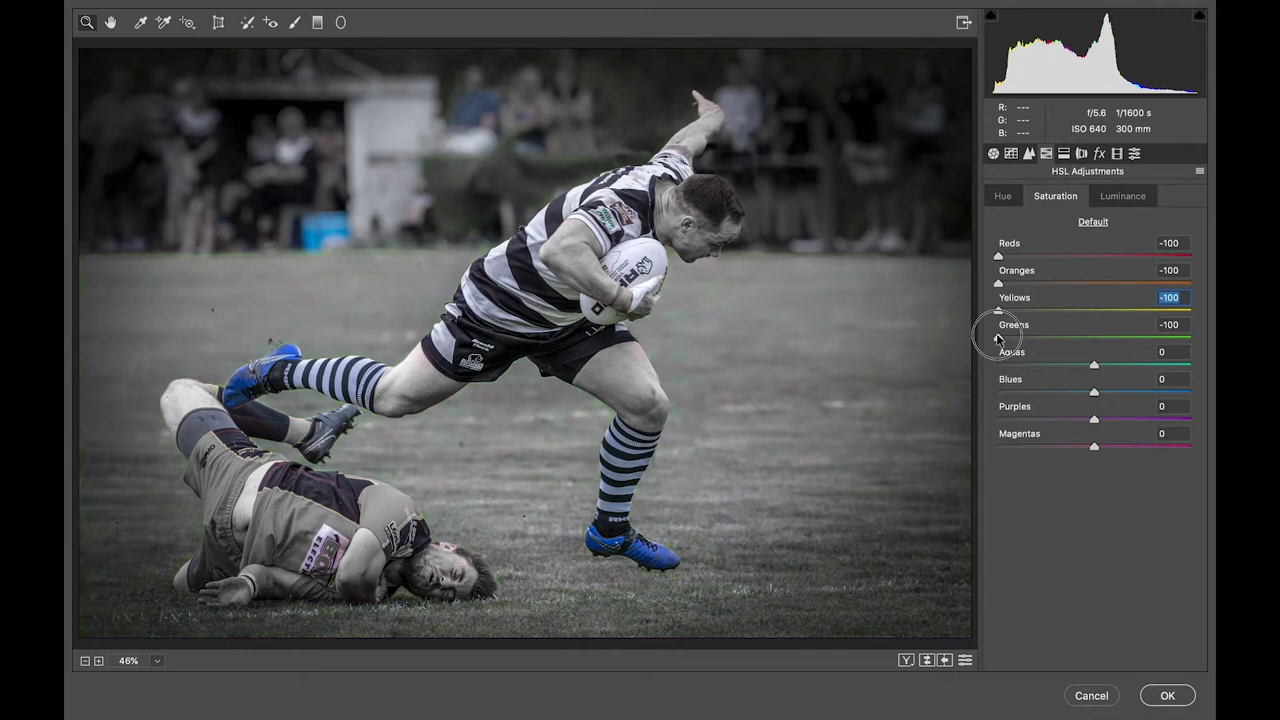 R: ---
G: ---
B: ---
f/5.6 1/1600 s
ISO 640 300 mm
fx
HSL Adjustments
Hue Saturation Luminance
Default
Reds -100
Oranges -100
Yellows -100
Greens -100
Aquas 0
Blues 0
Purples 0
Magentas 0
46%
Y
Cancel OK